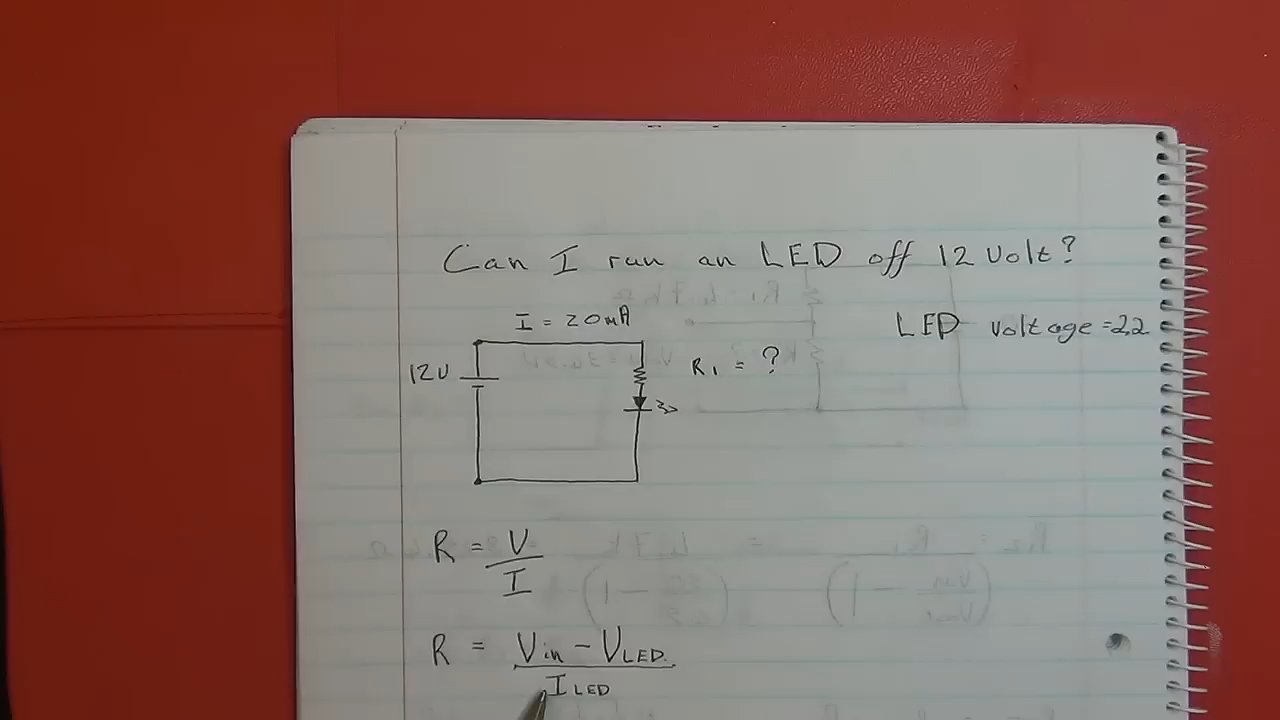 Can I run an LED off 12 Volt?
I = 20mA
LED voltage = 2.2
12V
R1 = ?
R = V / I
R = Vin - VLED / ILED